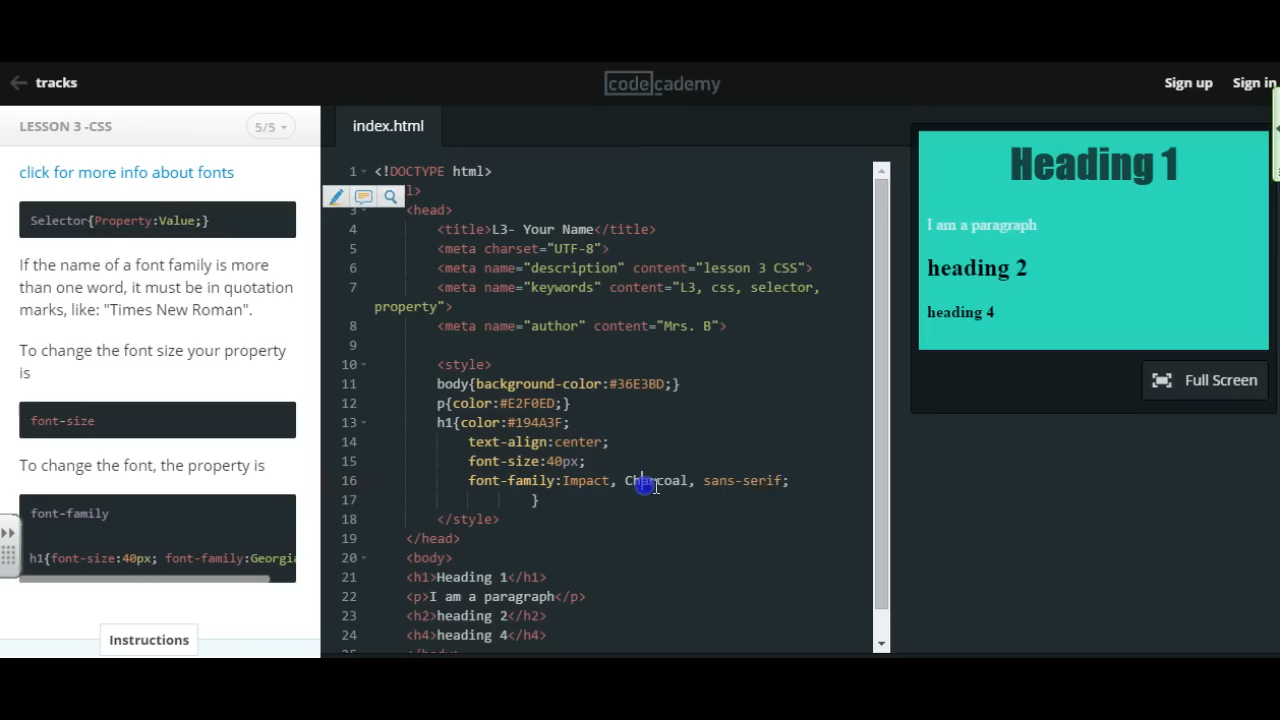 tracks
codecademy
Sign up
Sign in
LESSON 3 -CSS
5/5
click for more info about fonts
Selector{Property:Value;}
If the name of a font family is more
than one word, it must be in quotation
marks, like: "Times New Roman".
To change the font size your property
is
font-size
To change the font, the property is
font-family
h1{font-size:40px; font-family:Georgia
Instructions
index.html
1 <!DOCTYPE html>
l>
3 <head>
4 <title>L3- Your Name</title>
5 <meta charset="UTF-8">
6 <meta name="description" content="lesson 3 CSS">
7 <meta name="keywords" content="L3, css, selector,
property">
8 <meta name="author" content="Mrs. B">
9
10 <style>
11 body{background-color:#36E3BD;}
12 p{color:#E2F0ED;}
13 h1{color:#194A3F;
14 text-align:center;
15 font-size:40px;
16 font-family:Impact, Charcoal, sans-serif;
17 }
18 </style>
19 </head>
20 <body>
21 <h1>Heading 1</h1>
22 <p>I am a paragraph</p>
23 <h2>heading 2</h2>
24 <h4>heading 4</h4>
Heading 1
I am a paragraph
heading 2
heading 4
Full Screen